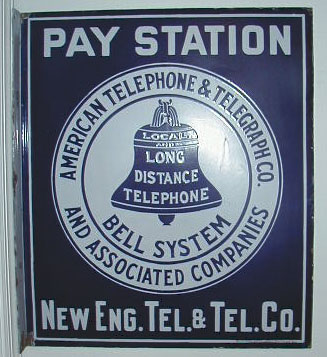 PAY STATION
AMERICAN TELEPHONE & TELEGRAPH CO.
LOCAL
AND
LONG
DISTANCE
TELEPHONE
BELL SYSTEM
AND ASSOCIATED COMPANIES
NEW ENG. TEL. & TEL. CO.